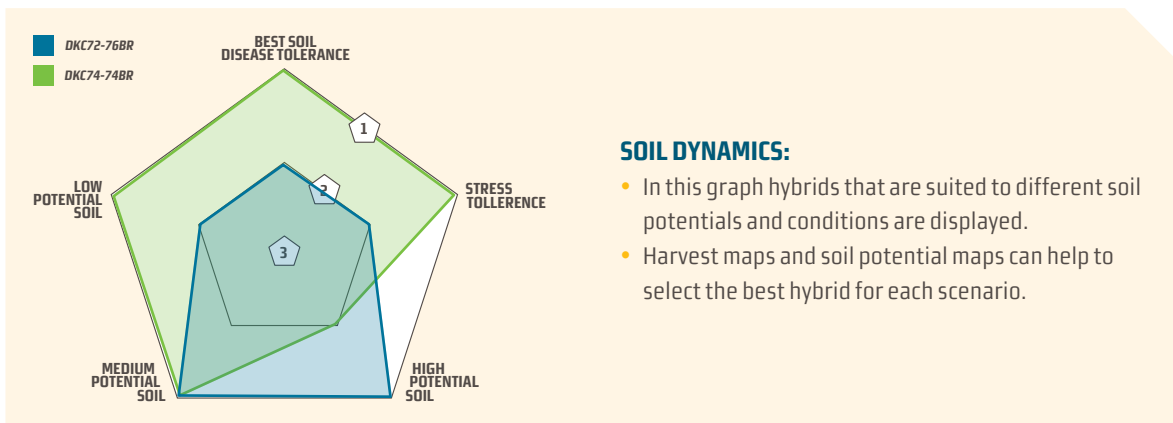 DKC72-76BR
DKC74-74BR
BEST SOIL
DISEASE TOLERANCE
1
2
3
STRESS
TOLLERENCE
LOW
POTENTIAL
SOIL
MEDIUM
POTENTIAL
SOIL
HIGH
POTENTIAL
SOIL
SOIL DYNAMICS:
• In this graph hybrids that are suited to different soil
potentials and conditions are displayed.
• Harvest maps and soil potential maps can help to
select the best hybrid for each scenario.